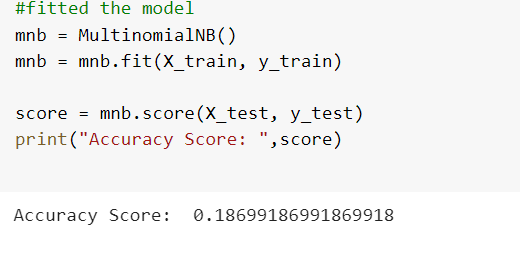 #fitted the model
mnb = MultinomialNB()
mnb = mnb.fit(X_train, y_train)
score = mnb.score(X_test, y_test)
print("Accuracy Score: ",score)
Accuracy Score:  0.18699186991869918